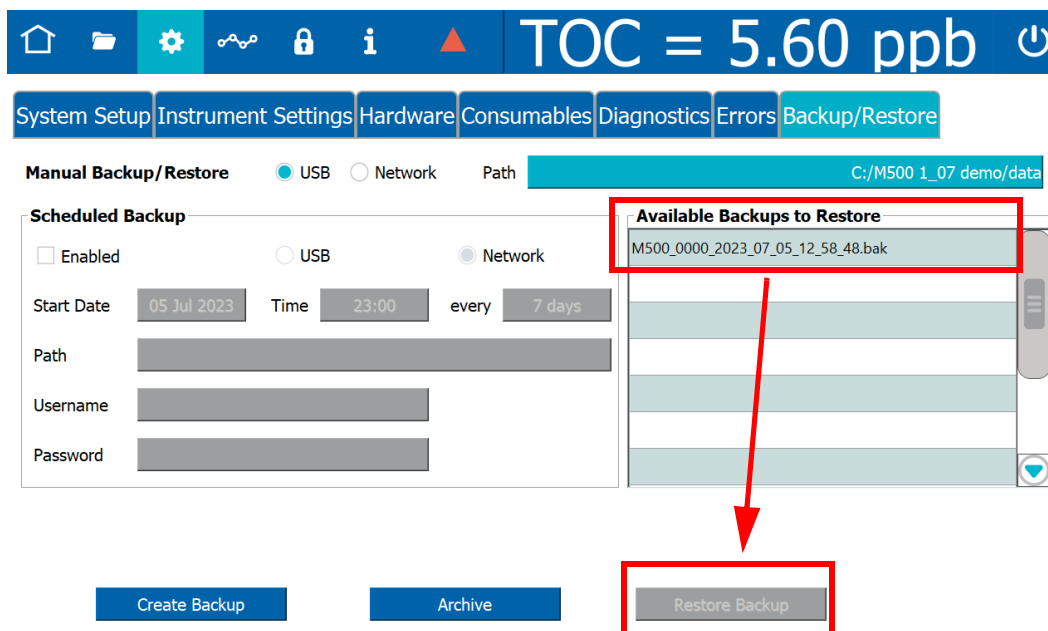 TOC = 5.60 ppb
System Setup Instrument Settings Hardware Consumables Diagnostics Errors Backup/Restore
Manual Backup/Restore USB Network Path C:/M500 1_07 demo/data
Scheduled Backup Available Backups to Restore
Enabled USB Network M500_0000_2023_07_05_12_58_48.bak
Start Date 05 Jul 2023 Time 23:00 every 7 days
Path
Username
Password
Create Backup Archive Restore Backup